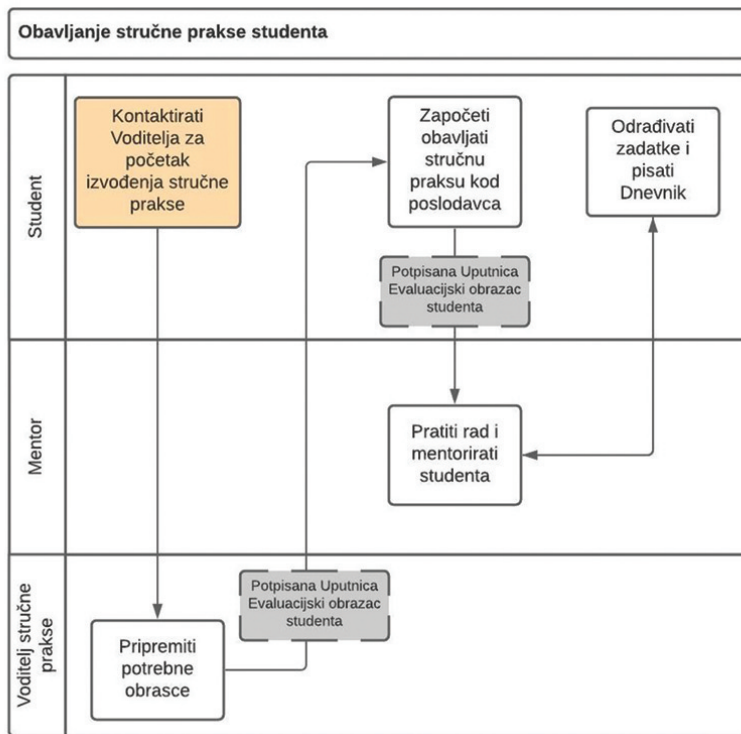 Obavljanje stručne prakse studenta
Student
Kontaktirati
Voditelja za
početak
izvođenja stručne
prakse
Započeti
obavljati
stručnu
praksu kod
poslodavca
Odrađivati
zadatke i
pisati
Dnevnik
Potpisana Uputnica
Evaluacijski obrazac
studenta
Mentor
Pratiti rad i
mentorirati
studenta
Voditelj stručne
prakse
Pripremiti
potrebne
obrasce
Potpisana Uputnica
Evaluacijski obrazac
studenta